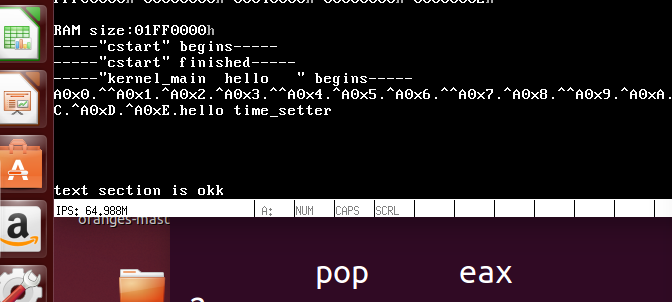 RAM size:01FF0000h
-----"cstart" begins-----
-----"cstart" finished-----
-----"kernel_main  hello   " begins-----
A0x0.^^A0x1.^A0x2.^A0x3.^^A0x4.^A0x5.^A0x6.^^A0x7.^A0x8.^^A0x9.^A0xA.
C.^A0xD.^A0xE.hello time_setter
text section is okk
IPS: 64.988M A: NUM CAPS SCRL
oranges-mast
pop eax